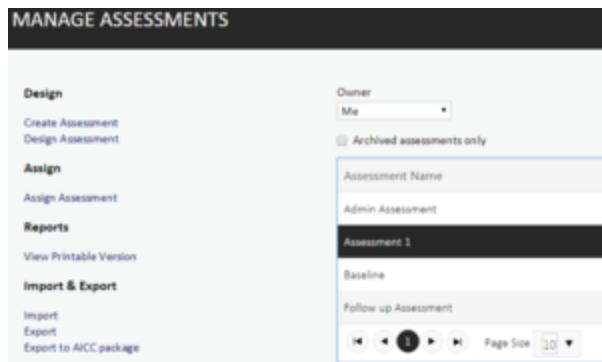 MANAGE ASSESSMENTS
Design
Create Assessment
Design Assessment
Assign
Assign Assessment
Reports
View Printable Version
Import & Export
Import
Export
Export to AICC package
Owner
Me
Archived assessments only
Assessment Name
Admin Assessment
Assessment 1
Baseline
Follow up Assessment
1 Page Size 10